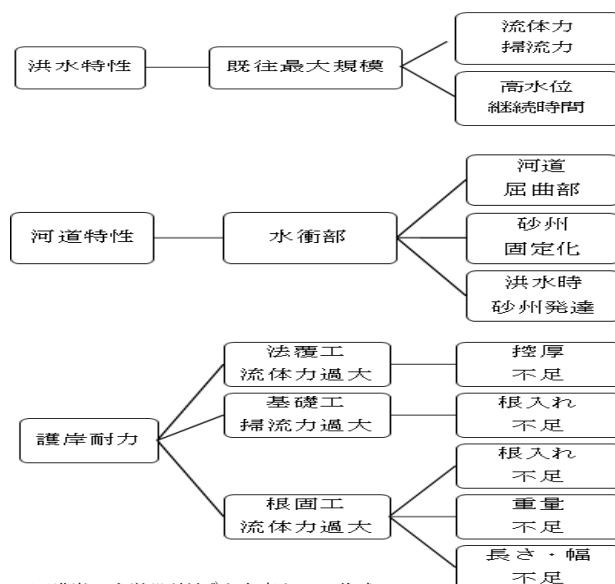 洪水特性
既往最大規模
流体力
掃流力
高水位
継続時間
河道特性
水衝部
河道
屈曲部
砂州
固定化
洪水時
砂州発達
護岸耐力
法覆工
流体力過大
控厚
不足
基礎工
掃流力過大
根入れ
不足
根固工
流体力過大
根入れ
不足
重量
不足
長さ・幅
不足